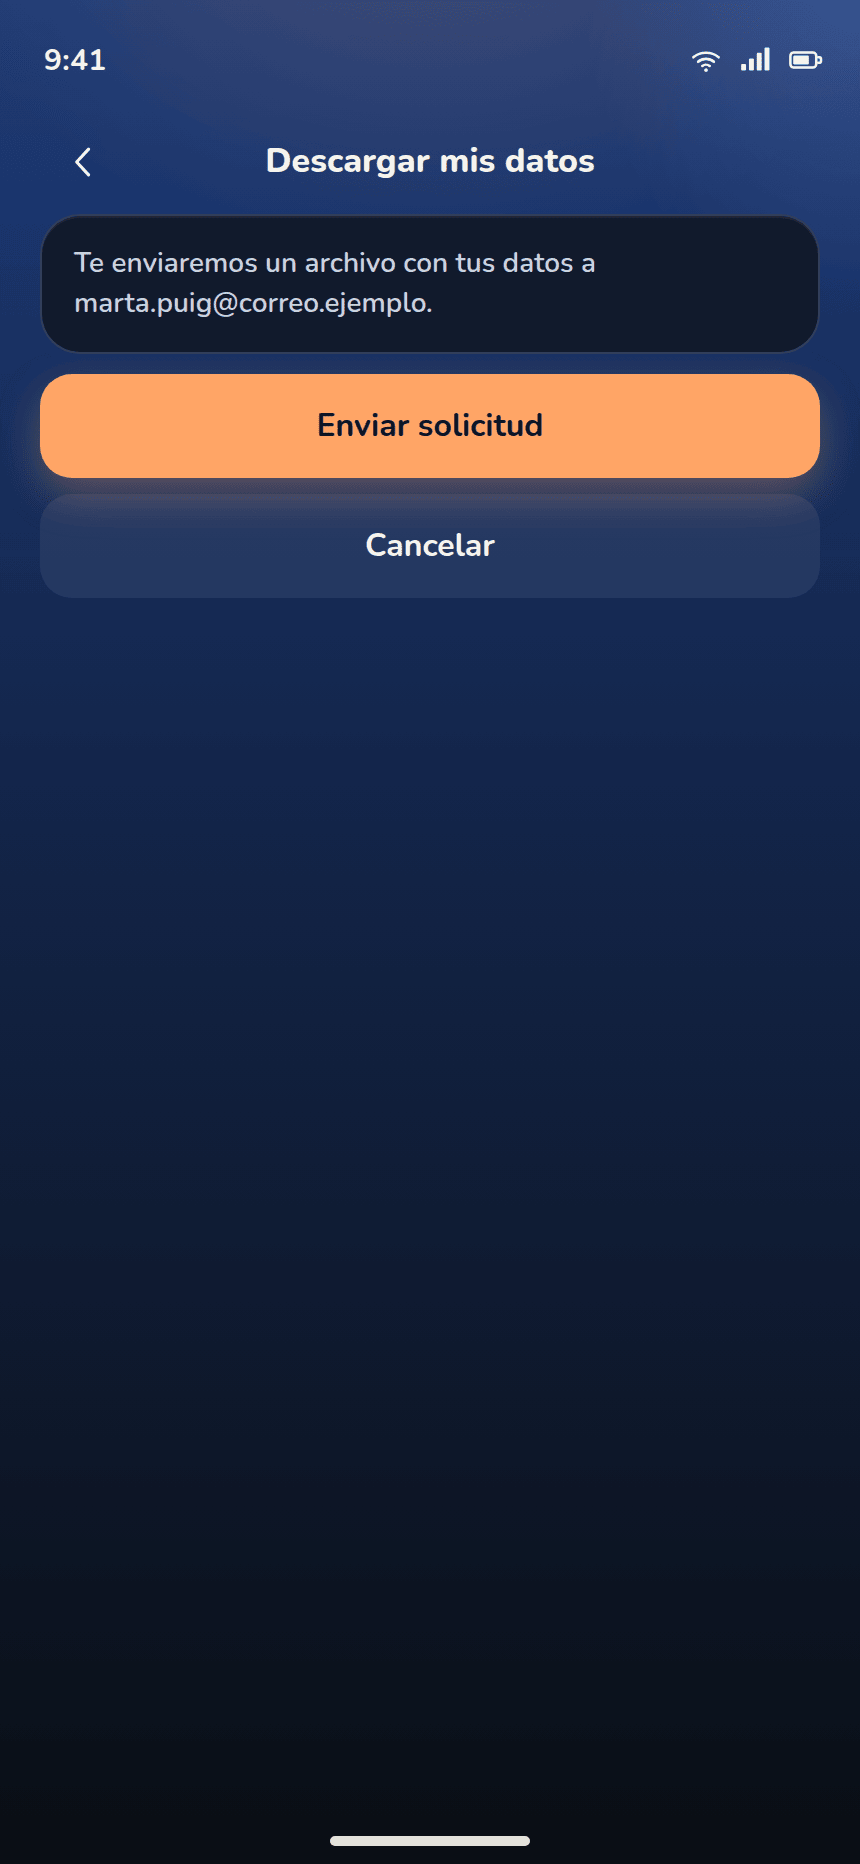 9:41
Descargar mis datos
Te enviaremos un archivo con tus datos a
marta.puig@correo.ejemplo.
Enviar solicitud
Cancelar